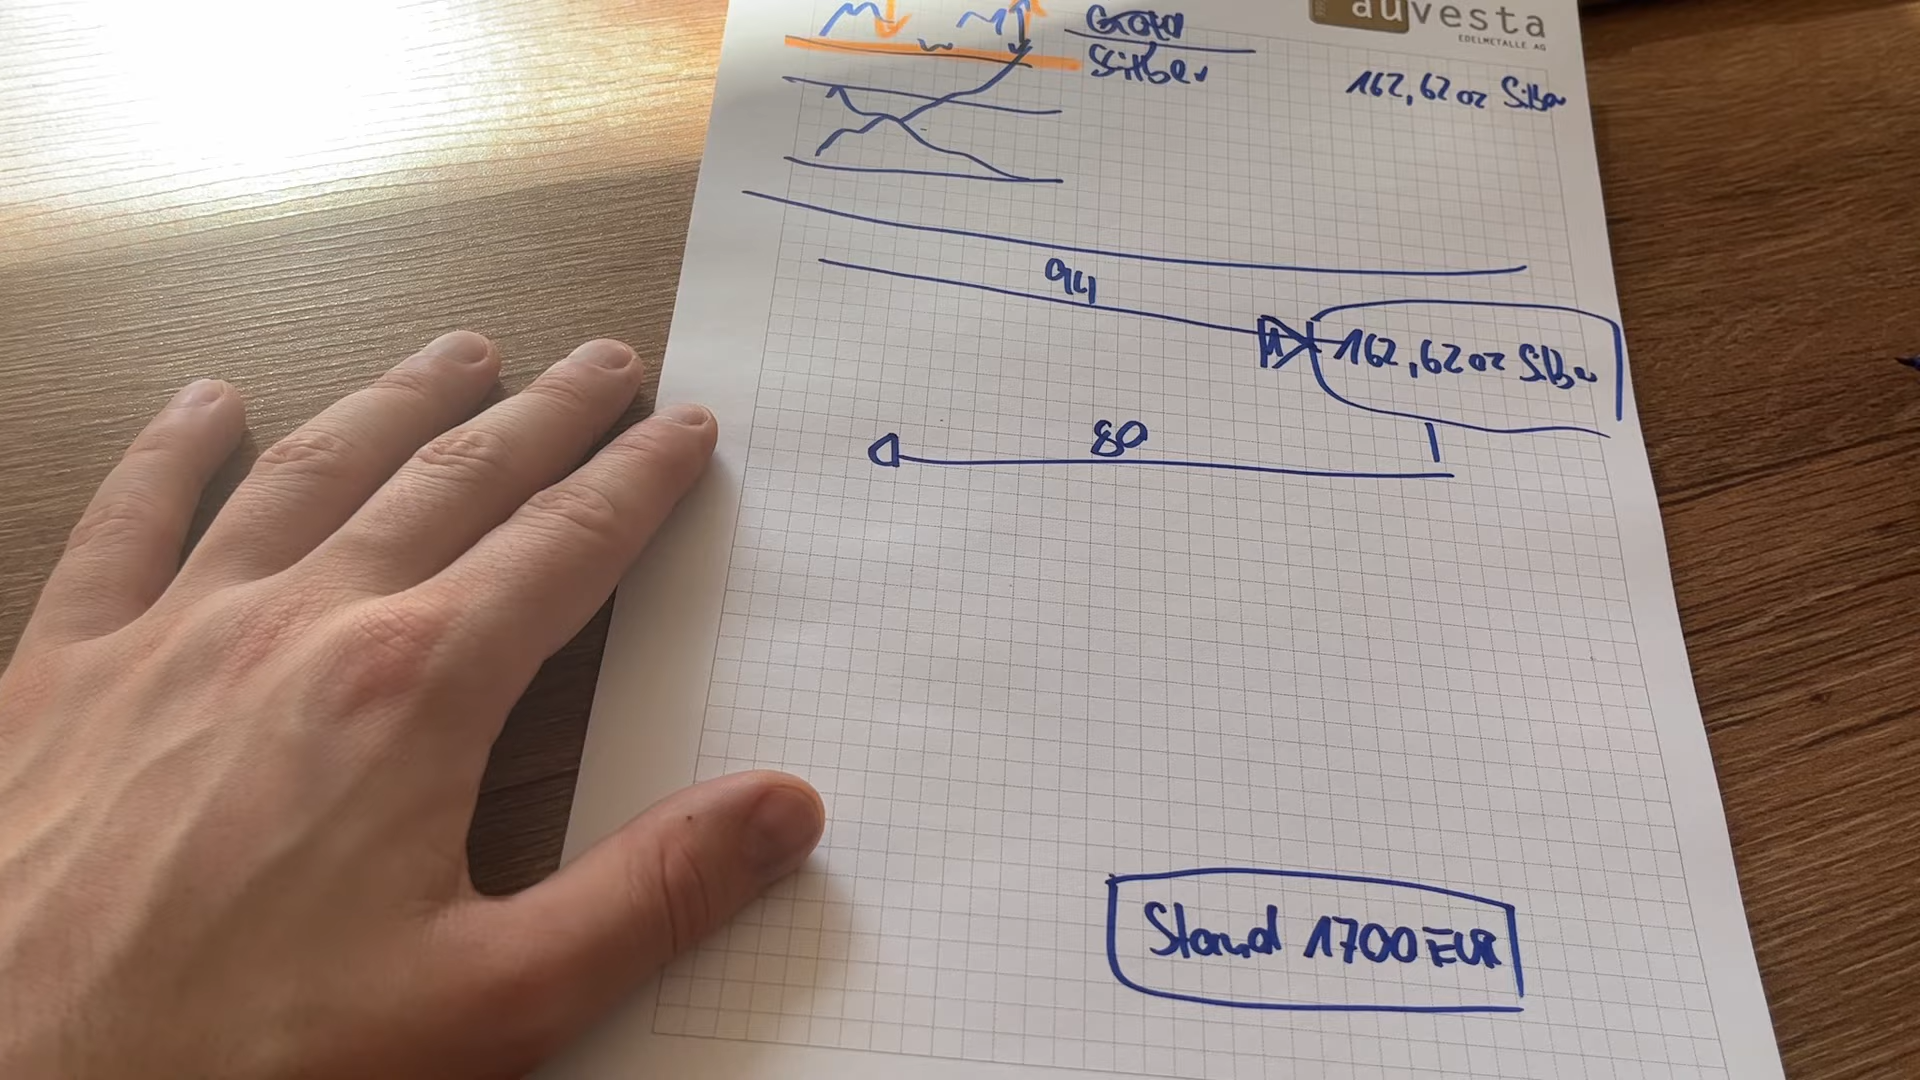 auvesta
EDELMETALLE AG
Gold
Silber
162,62 oz Silber
94
162,62 oz Silber
80
Stand 1700 EUR